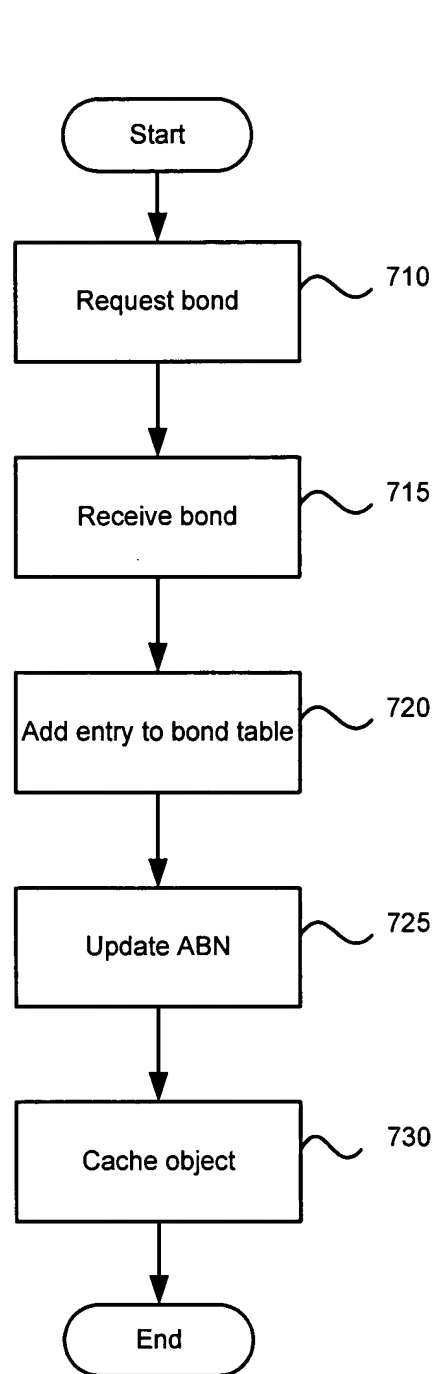 Start
Request bond
710
Receive bond
715
Add entry to bond table
720
Update ABN
725
Cache object
730
End